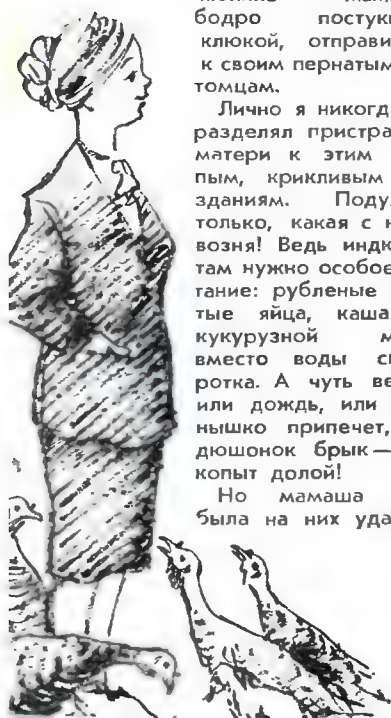 бодро постуки
клюкой, отправи
к своим пернатым
томцам.
Лично я никогд
разделял пристра
матери к этим
пым, крикливым
зданиям. Поду
только, какая с н
возня! Ведь индю
там нужно особое
тание: рубленые
тые яйца, каша
кукурузной м
вместо воды сы
ротка. А чуть ве
или дождь, или
нышко припечет,
дюшонок брык —
копыт долой!
Но мамаша
была на них уда